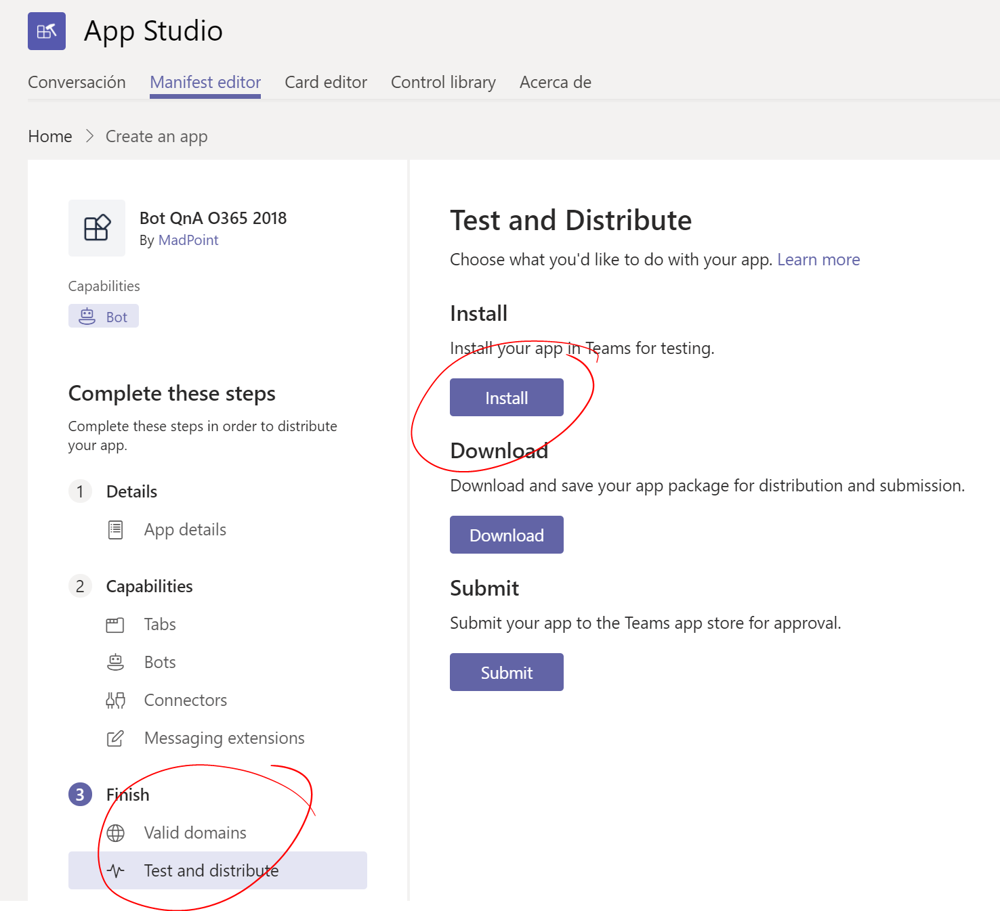 App Studio
Conversación Manifest editor Card editor Control library Acerca de
Home > Create an app
Bot QnA O365 2018
By MadPoint
Capabilities
Bot
Complete these steps
Complete these steps in order to distribute
your app.
1 Details
App details
2 Capabilities
Tabs
Bots
Connectors
Messaging extensions
3 Finish
Valid domains
Test and distribute
Test and Distribute
Choose what you'd like to do with your app. Learn more
Install
Install your app in Teams for testing.
Install
Download
Download and save your app package for distribution and submission.
Download
Submit
Submit your app to the Teams app store for approval.
Submit